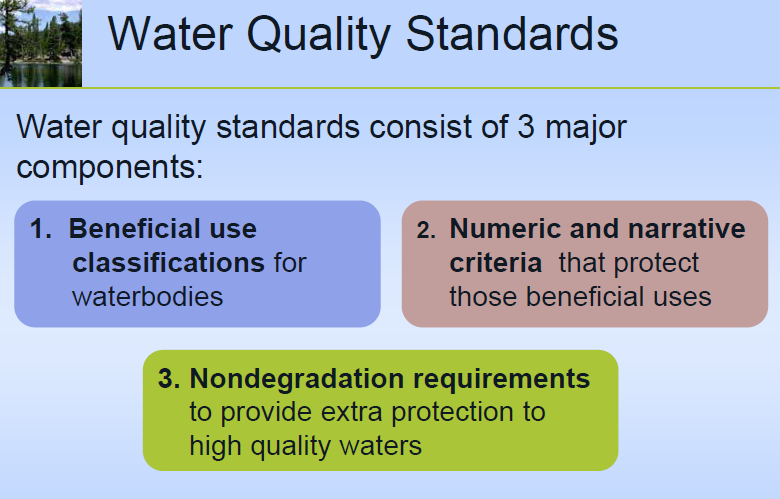 Water Quality Standards
Water quality standards consist of 3 major
components:
1. Beneficial use
classifications for
waterbodies
2. Numeric and narrative
criteria that protect
those beneficial uses
3. Nondegradation requirements
to provide extra protection to
high quality waters